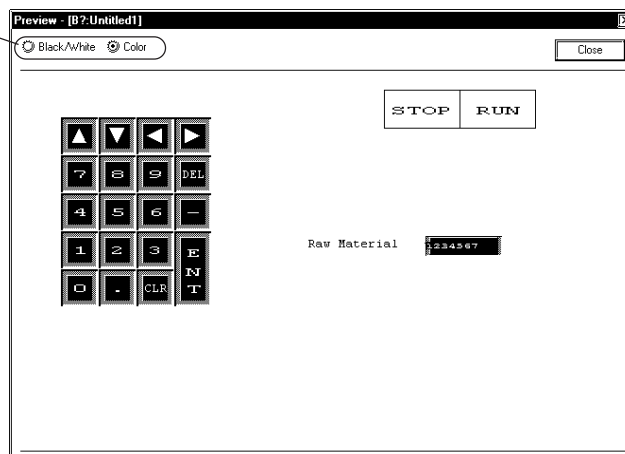 Preview - [B?:Untitled1]
Black/White Color
Close
STOP RUN
7 8 9 DEL
4 5 6 –
1 2 3 ENT
0 . CLR
Raw Material 1234567